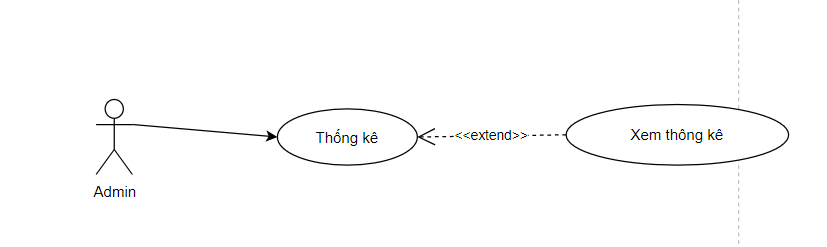 Thống kê
<<extend>>
Xem thông kê
Admin